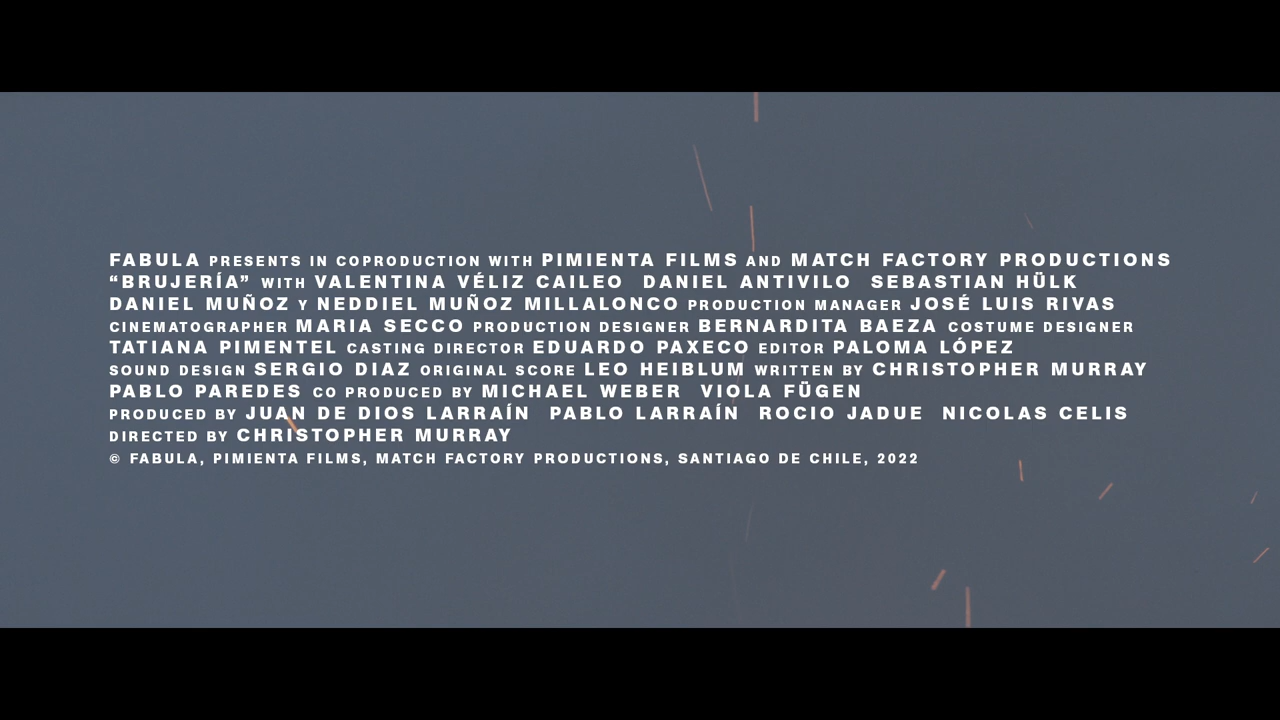 FABULA PRESENTS IN COPRODUCTION WITH PIMIENTA FILMS AND MATCH FACTORY PRODUCTIONS
“BRUJERÍA” WITH VALENTINA VÉLIZ CAILEO DANIEL ANTIVILO SEBASTIAN HÜLK
DANIEL MUÑOZ Y NEDDIEL MUÑOZ MILLALONCO PRODUCTION MANAGER JOSÉ LUIS RIVAS
CINEMATOGRAPHER MARIA SECCO PRODUCTION DESIGNER BERNARDITA BAEZA COSTUME DESIGNER
TATIANA PIMENTEL CASTING DIRECTOR EDUARDO PAXECO EDITOR PALOMA LÓPEZ
SOUND DESIGN SERGIO DIAZ ORIGINAL SCORE LEO HEIBLUM WRITTEN BY CHRISTOPHER MURRAY
PABLO PAREDES CO PRODUCED BY MICHAEL WEBER VIOLA FÜGEN
PRODUCED BY JUAN DE DIOS LARRAÍN PABLO LARRAÍN ROCIO JADUE NICOLAS CELIS
DIRECTED BY CHRISTOPHER MURRAY
© FABULA, PIMIENTA FILMS, MATCH FACTORY PRODUCTIONS, SANTIAGO DE CHILE, 2022